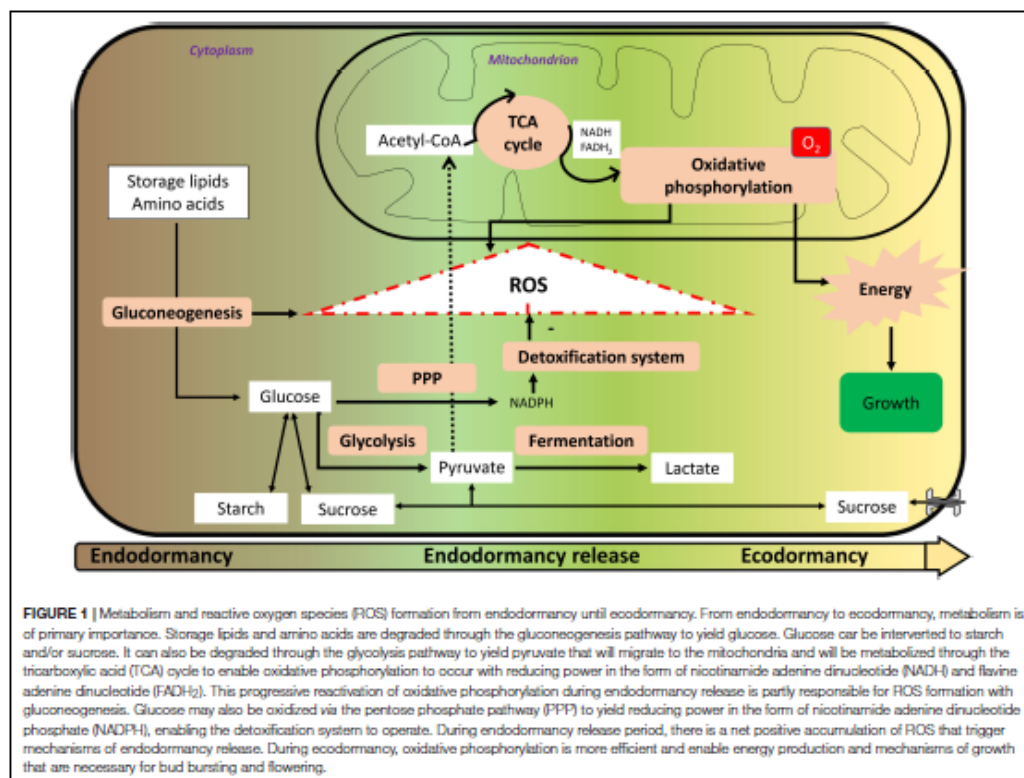 Cytoplasm
Mitochondrion
Acetyl-CoA
TCA
cycle
NADH
FADH₂
O₂
Oxidative
phosphorylation
Storage lipids
Amino acids
ROS
Energy
Gluconeogenesis
-
Detoxification system
PPP
NADPH
Glucose
Growth
Glycolysis
Fermentation
Pyruvate
Lactate
Starch
Sucrose
Sucrose
Endodormancy
Endodormancy release
Ecodormancy
FIGURE 1 | Metabolism and reactive oxygen species (ROS) formation from endodormancy until ecodormancy. From endodormancy to ecodormancy, metabolism is
of primary importance. Storage lipids and amino acids are degraded through the gluconeogenesis pathway to yield glucose. Glucose can be interverted to starch
and/or sucrose. It can also be degraded through the glycolysis pathway to yield pyruvate that will migrate to the mitochondria and will be metabolized through the
tricarboxylic acid (TCA) cycle to enable oxidative phosphorylation to occur with reducing power in the form of nicotinamide adenine dinucleotide (NADH) and flavine
adenine dinucleotide (FADH₂). This progressive reactivation of oxidative phosphorylation during endodormancy release is partly responsible for ROS formation with
gluconeogenesis. Glucose may also be oxidized via the pentose phosphate pathway (PPP) to yield reducing power in the form of nicotinamide adenine dinucleotide
phosphate (NADPH), enabling the detoxification system to operate. During endodormancy release period, there is a net positive accumulation of ROS that trigger
mechanisms of endodormancy release. During ecodormancy, oxidative phosphorylation is more efficient and enable energy production and mechanisms of growth
that are necessary for bud bursting and flowering.